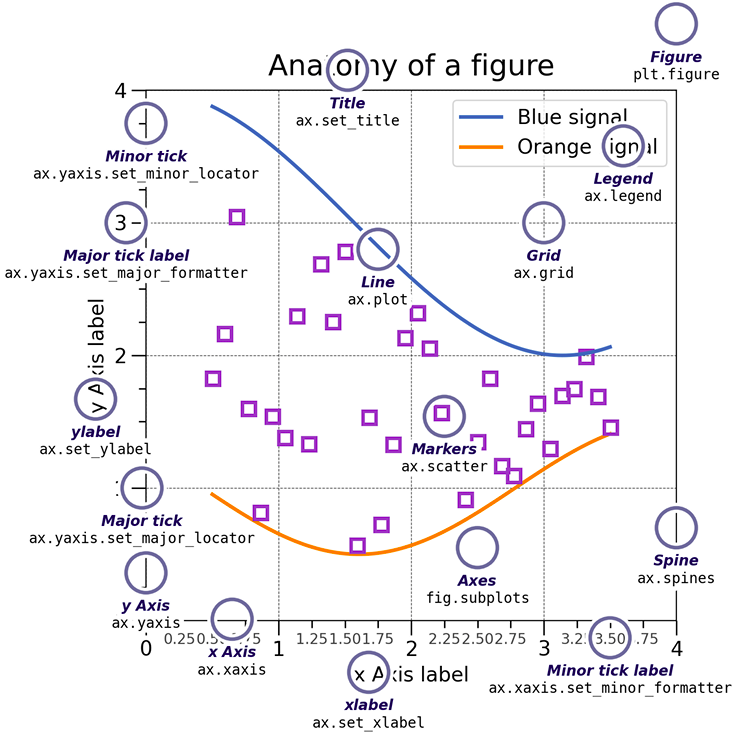 Figure
plt.figure
Anatomy of a figure
Title
ax.set_title
4
Blue signal
Orange signal
Minor tick
ax.yaxis.set_minor_locator
Legend
ax.legend
3
Major tick label
ax.yaxis.set_major_formatter
Grid
ax.grid
Line
ax.plot
y Axis label
2
ylabel
ax.set_ylabel
Markers
ax.scatter
Major tick
ax.yaxis.set_major_locator
Axes
fig.subplots
Spine
ax.spines
y Axis
ax.yaxis
0.25 0.50 0.75 1.25 1.50 1.75 2.25 2.50 2.75 3.25 3.50 3.75
0 1 2 3 4
x Axis
ax.xaxis
Minor tick label
ax.xaxis.set_minor_formatter
x Axis label
xlabel
ax.set_xlabel